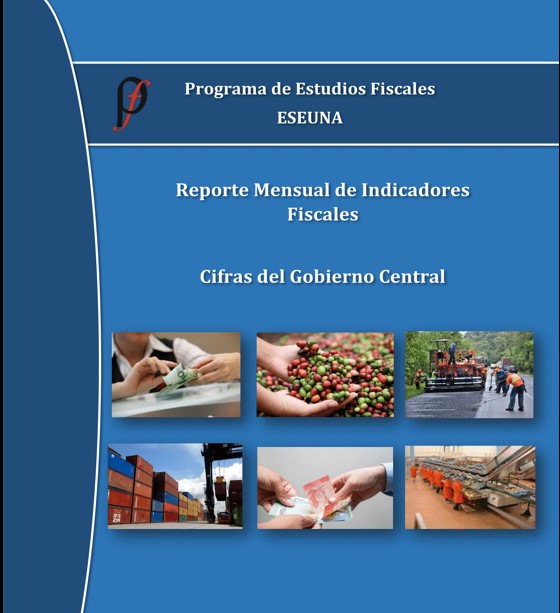 Programa de Estudios Fiscales
ESEUNA
Reporte Mensual de Indicadores
Fiscales
Cifras del Gobierno Central